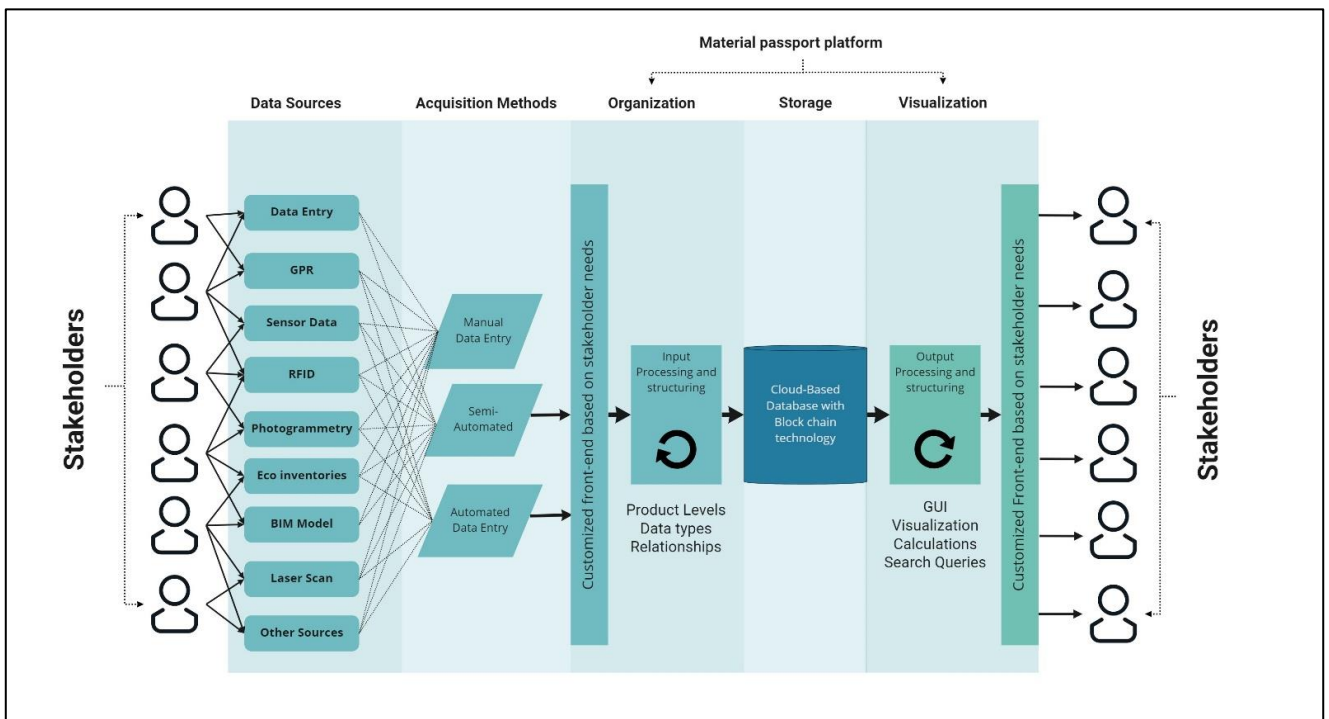 Material passport platform
Data Sources
Acquisition Methods
Organization
Storage
Visualization
Stakeholders
Data Entry
GPR
Sensor Data
RFID
Photogrammetry
Eco inventories
BIM Model
Laser Scan
Other Sources
Manual
Data Entry
Semi-
Automated
Automated
Data Entry
Customized front-end based on stakeholder needs
Input
Processing and
structuring
Product Levels
Data types
Relationships
Cloud-Based
Database with
Block chain
technology
Output
Processing and
structuring
GUI
Visualization
Calculations
Search Queries
Customized Front-end based on stakeholder needs
Stakeholders